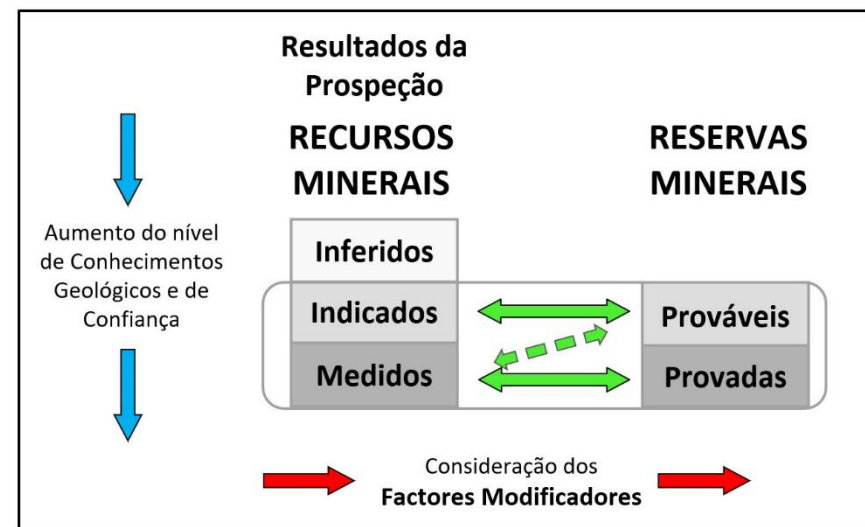 Resultados da
Prospeção
RECURSOS
MINERAIS
RESERVAS
MINERAIS
Aumento do nível
de Conhecimentos
Geológicos e de
Confiança
Inferidos
Indicados
Medidos
Prováveis
Provadas
Consideração dos
Factores Modificadores